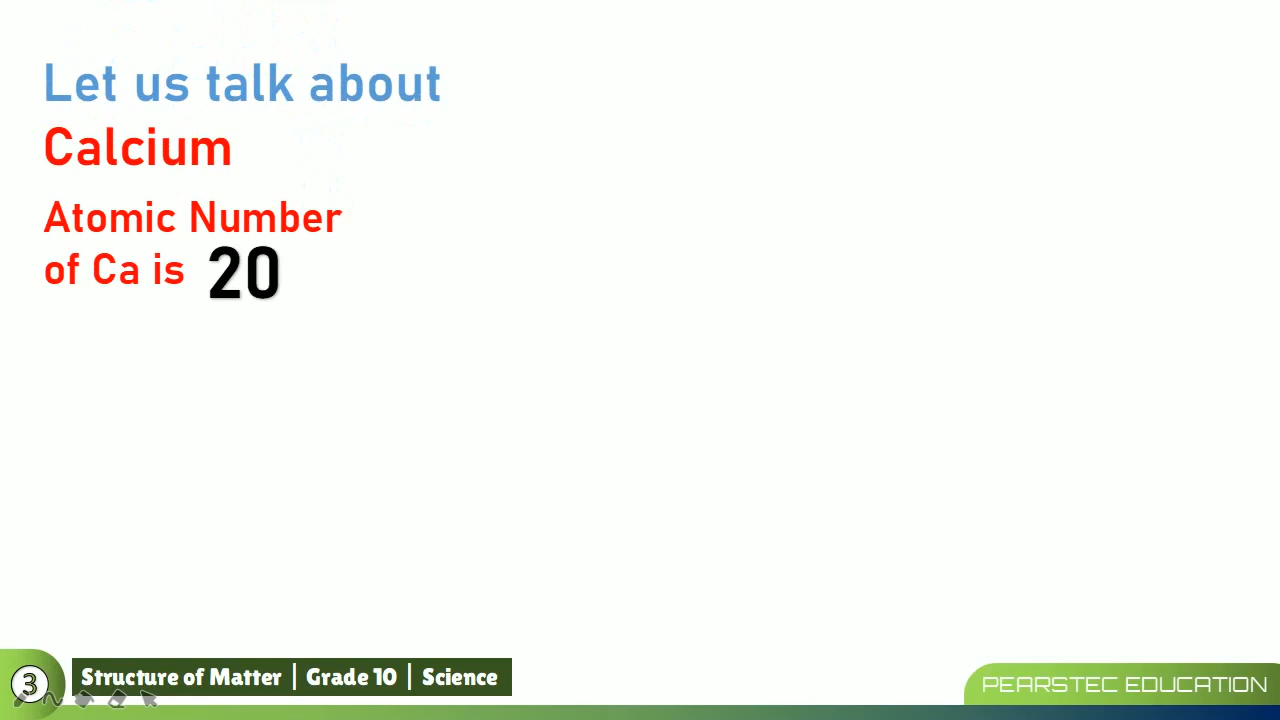 Let us talk about
Calcium
Atomic Number
of Ca is 20
3
Structure of Matter | Grade 10 | Science
PEARSTEC EDUCATION